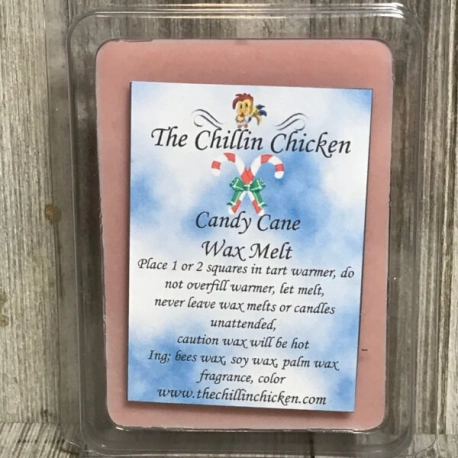 The Chillin Chicken
Candy Cane
Wax Melt
Place 1 or 2 squares in tart warmer, do
not overfill warmer, let melt,
never leave wax melts or candles
unattended,
caution wax will be hot
Ing; bees wax, soy wax, palm wax
fragrance, color
www.thechillinchicken.com